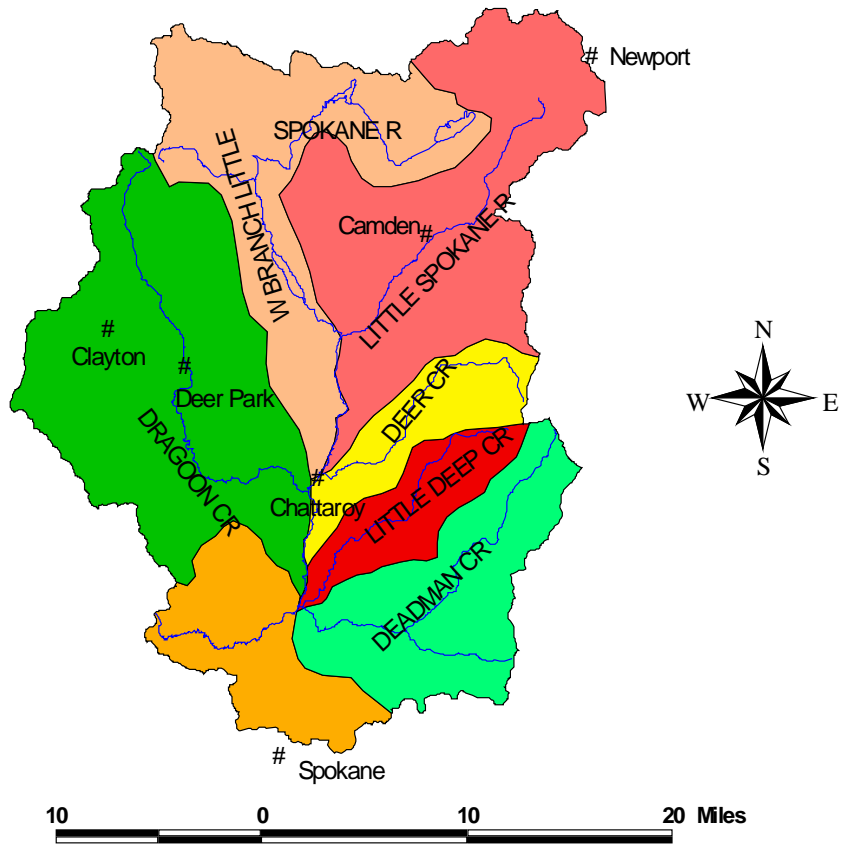 # Newport
SPOKANE R
W BRANCH LITTLE
Camden #
LITTLE SPOKANE R
#
Clayton
#
Deer Park
N
W E
S
DEER CR
DRAGOON CR
#
Chattaroy
LITTLE DEEP CR
DEADMAN CR
#
Spokane
10 0 10 20 Miles